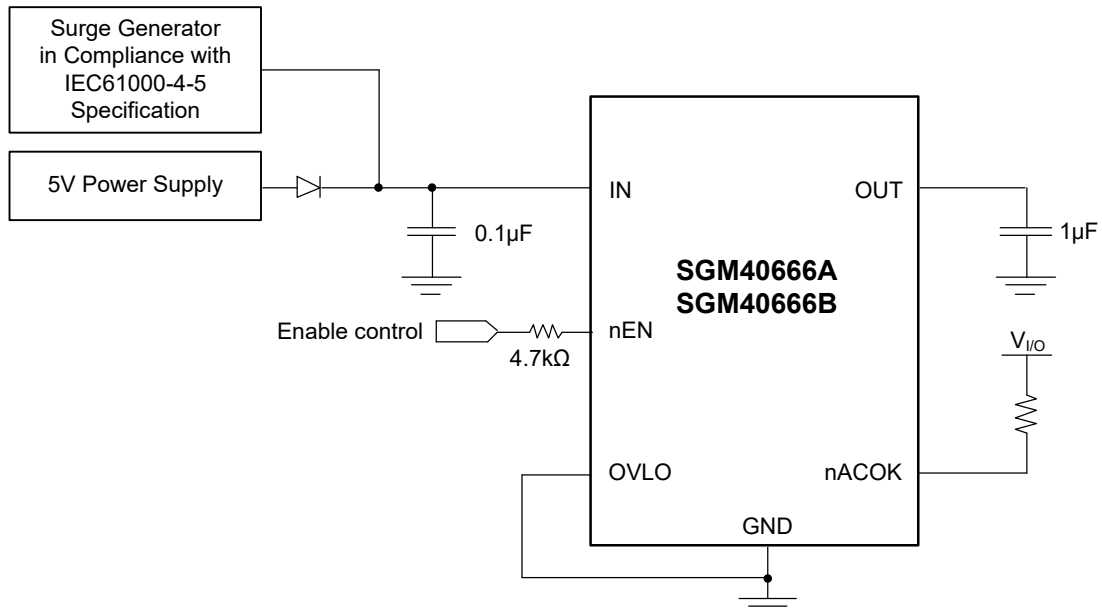 Surge Generator
in Compliance with
IEC61000-4-5
Specification
5V Power Supply
IN
OUT
0.1µF
1µF
SGM40666A
SGM40666B
Enable control
nEN
4.7kΩ
VI/O
OVLO
nACOK
GND